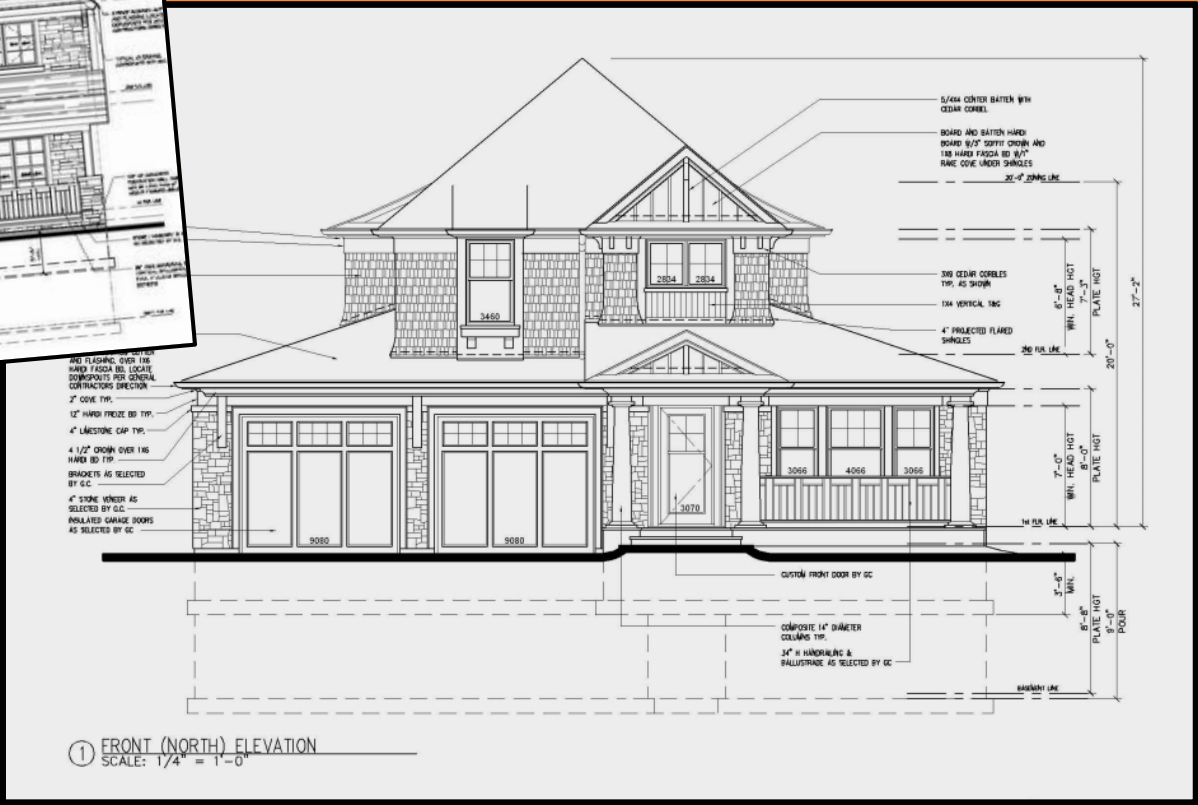 5/4X4 CENTER BATTEN WITH
CEDAR CORBEL
BOARD AND BATTEN HARDI
BOARD W/3" SOFFIT CROWN AND
1X8 HARDI FASCIA BD W/1"
RAKE COVE UNDER SHINGLES
20'-0" ZONING LINE
3X8 CEDAR CORBLES
TYP. AS SHOWN
1X4 VERTICAL T&G
4" PROJECTED FLARED
SHINGLES
2ND FLR. LINE
6'-8"
WIN. HEAD HGT
7'-3"
PLATE HGT
20'-0"
27'-2"
2834 2834
3460
AND FLASHING, OVER 1X6
HARDI FASCIA BD. LOCATE
DOWNSPOUTS PER GENERAL
CONTRACTORS DIRECTION
2" COVE TYP.
12" HARDI FREIZE BD TYP.
4" LIMESTONE CAP TYP.
4 1/2" CROWN OVER 1X6
HARDI BD TYP.
BRACKETS AS SELECTED
BY G.C.
4" STONE VENEER AS
SELECTED BY G.C.
INSULATED GARAGE DOORS
AS SELECTED BY GC
9080
9080
3070
3066
4066
3066
7'-0"
WIN. HEAD HGT
8'-0"
PLATE HGT
1st FLR. LINE
CUSTOM FRONT DOOR BY GC
COMPOSITE 14" DIAMETER
COLUMNS TYP.
34" H HANDRAILING &
BALLUSTRADE AS SELECTED BY GC
3'-6"
MIN.
8'-8"
PLATE HGT
9'-0"
POUR
BASEMENT LINE
1 FRONT (NORTH) ELEVATION
SCALE: 1/4" = 1'-0"